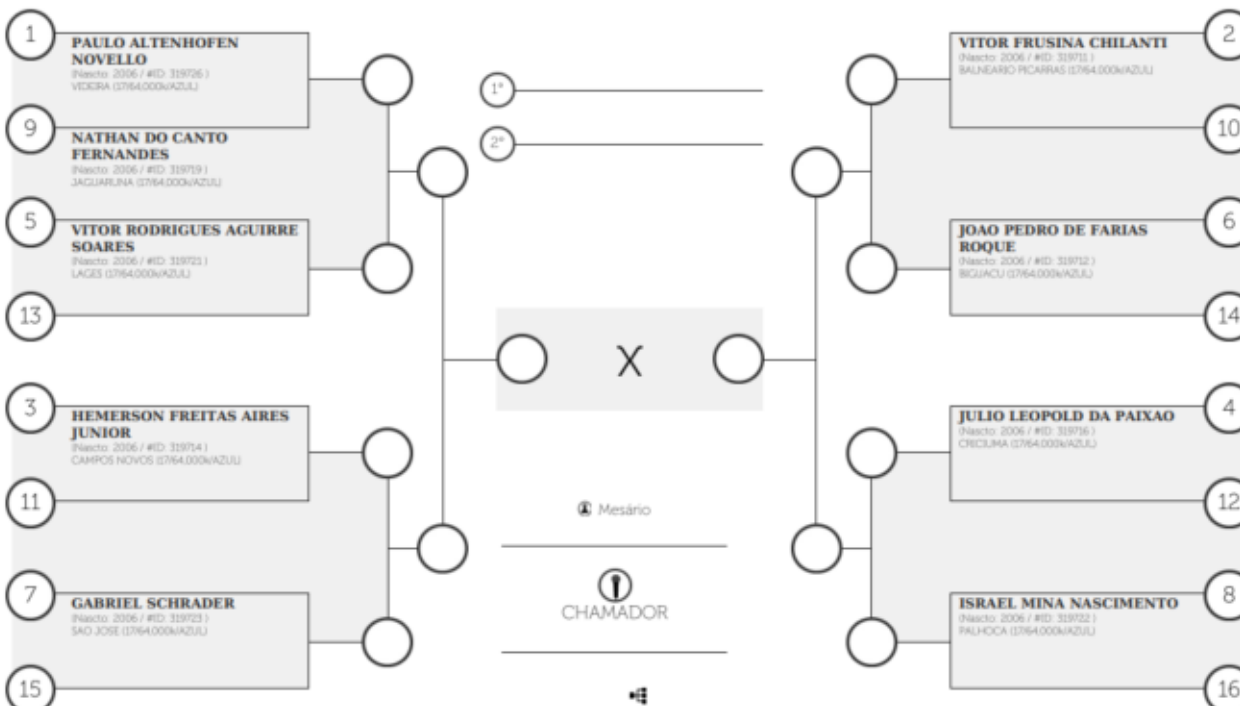 1
PAULO ALTENHOFEN
NOVELLO
(Nascto: 2006 / #ID: 319726 )
VIDEIRA (17/64,000k/AZUL)
9
NATHAN DO CANTO
FERNANDES
(Nascto: 2006 / #ID: 319719 )
JAGUARUNA (17/64,000k/AZUL)
5
VITOR RODRIGUES AGUIRRE
SOARES
(Nascto: 2006 / #ID: 319721 )
LAGES (17/64,000k/AZUL)
13
3
HEMERSON FREITAS AIRES
JUNIOR
(Nascto: 2006 / #ID: 319714 )
CAMPOS NOVOS (17/64,000k/AZUL)
11
7
GABRIEL SCHRADER
(Nascto: 2006 / #ID: 319723 )
SAO JOSE (17/64,000k/AZUL)
15
1°
2°
X
Mesário
CHAMADOR
2
VITOR FRUSINA CHILANTI
(Nascto: 2006 / #ID: 319711 )
BALNEARIO PICARRAS (17/64,000k/AZUL)
10
6
JOAO PEDRO DE FARIAS
ROQUE
(Nascto: 2006 / #ID: 319712 )
BIGUACU (17/64,000k/AZUL)
14
4
JULIO LEOPOLD DA PAIXAO
(Nascto: 2006 / #ID: 319716 )
CRICIUMA (17/64,000k/AZUL)
12
8
ISRAEL MINA NASCIMENTO
(Nascto: 2006 / #ID: 319722 )
PALHOCA (17/64,000k/AZUL)
16